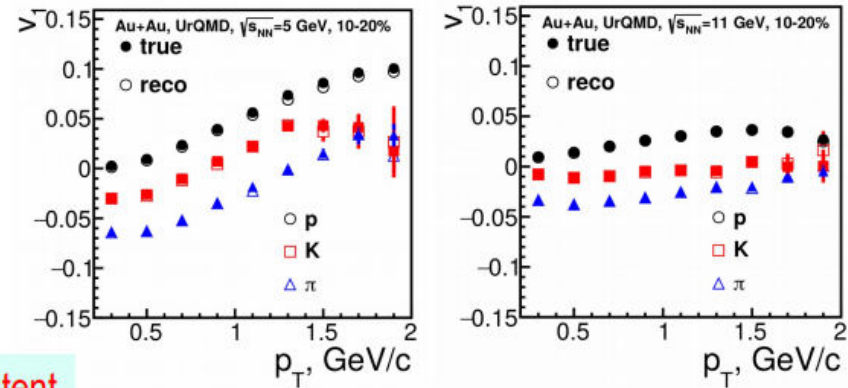 v₁
0.15
Au+Au, UrQMD, √sNN=5 GeV, 10-20%
0.1
true
reco
0.05
0
−0.05
p
K
−0.1
π
−0.15
0.5
1
1.5
2
pT, GeV/c
v₁
0.15
Au+Au, UrQMD, √sNN=11 GeV, 10-20%
0.1
true
reco
0.05
0
−0.05
p
K
−0.1
π
−0.15
0.5
1
1.5
2
pT, GeV/c